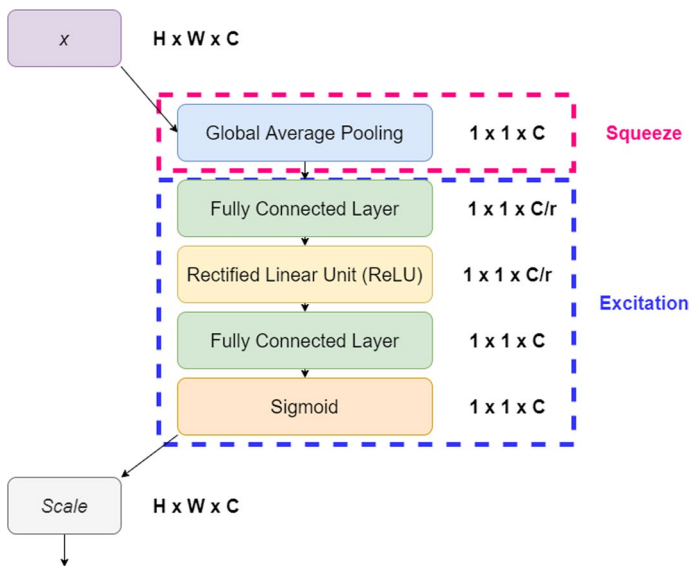 x
H x W x C
Global Average Pooling
1 x 1 x C
Squeeze
Fully Connected Layer
1 x 1 x C/r
Rectified Linear Unit (ReLU)
1 x 1 x C/r
Excitation
Fully Connected Layer
1 x 1 x C
Sigmoid
1 x 1 x C
Scale
H x W x C